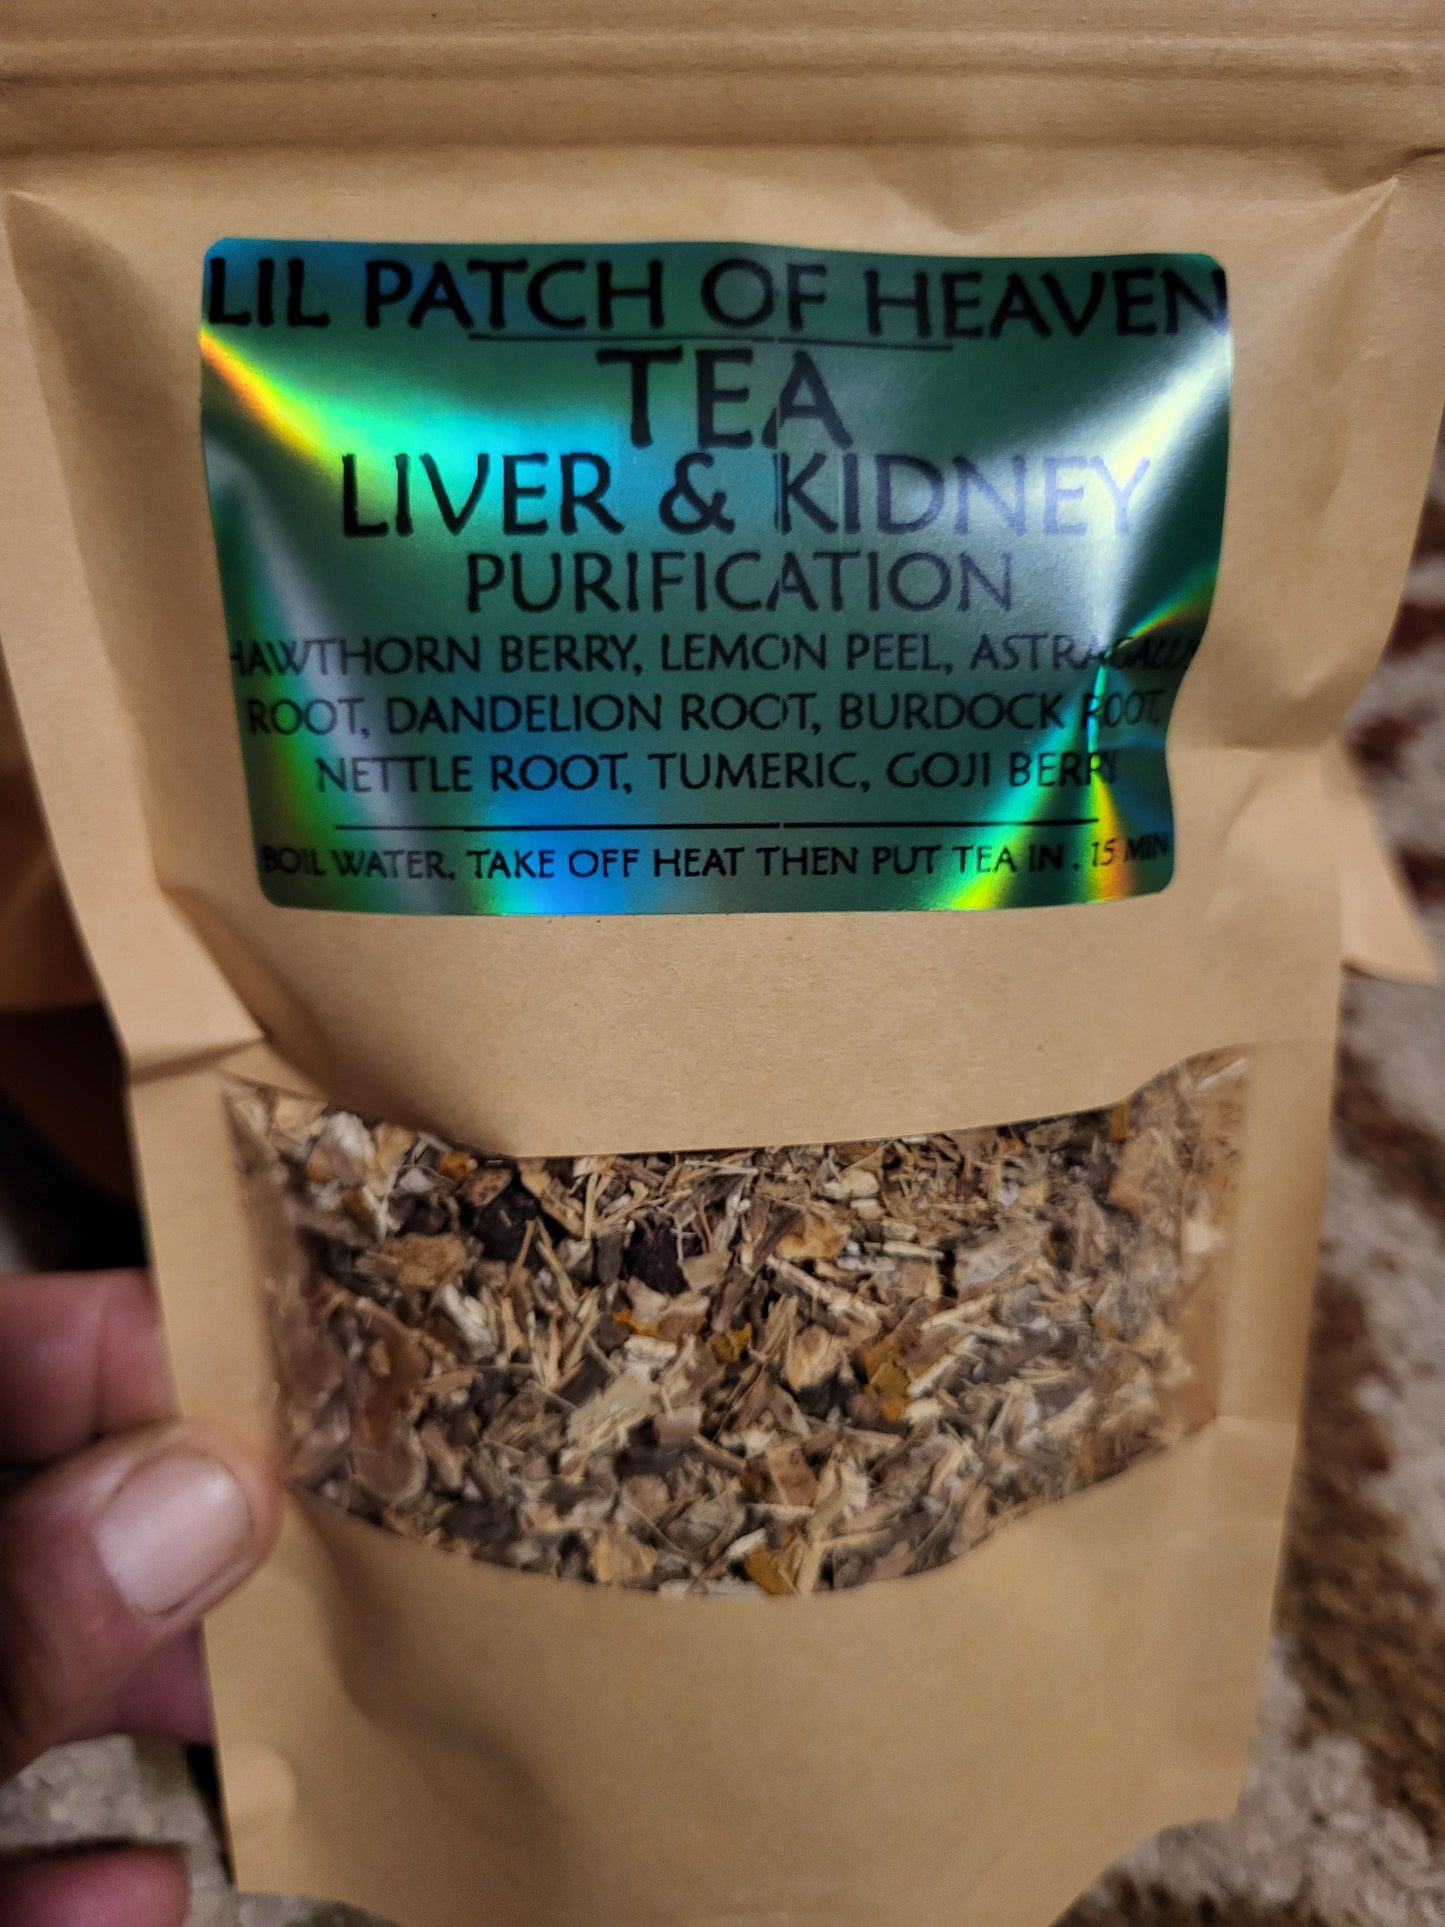 LIL PATCH OF HEAVEN
TEA
LIVER & KIDNEY
PURIFICATION
HAWTHORN BERRY, LEMON PEEL, ASTRAGALUM
ROOT, DANDELION ROOT, BURDOCK ROOT,
NETTLE ROOT, TUMERIC, GOJI BERRY
BOIL WATER, TAKE OFF HEAT THEN PUT TEA IN . 15 MIN